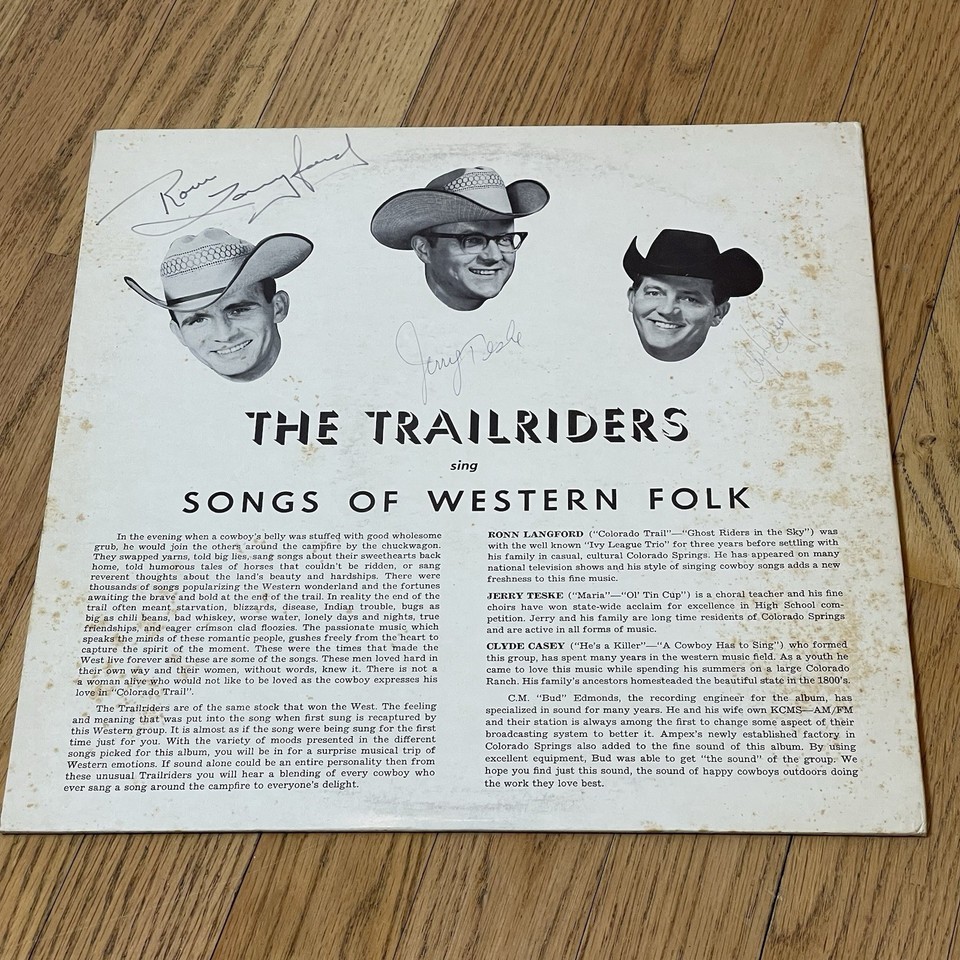 Ronn Langford
Jerry Teske
THE TRAILRIDERS
sing
SONGS OF WESTERN FOLK
In the evening when a cowboy's belly was stuffed with good wholesome
grub, he would join the others around the campfire by the chuckwagon.
They swapped yarns, told big lies, sang songs about their sweethearts back
home, told humorous tales of horses that couldn't be ridden, or sang
reverent thoughts about the land's beauty and hardships. There were
thousands of songs popularizing the Western wonderland and the fortunes
awaiting the brave and bold at the end of the trail. In reality the end of the
trail often meant starvation, blizzards, disease, Indian trouble, bugs as
big as chili beans, bad whiskey, worse water, lonely days and nights, true
friendships, and eager crimson clad floozies. The passionate music which
speaks the minds of these romantic people, gushes freely from the heart to
capture the spirit of the moment. These were the times that made the
West live forever and these are some of the songs. These men loved hard in
their own way and their women, without words, knew it. There is not a
woman alive who would not like to be loved as the cowboy expresses his
love in "Colorado Trail".
The Trailriders are of the same stock that won the West. The feeling
and meaning that was put into the song when first sung is recaptured by
this Western group. It is almost as if the song were being sung for the first
time just for you. With the variety of moods presented in the different
songs picked for this album, you will be in for a surprise musical trip of
Western emotions. If sound alone could be an entire personality then from
these unusual Trailriders you will hear a blending of every cowboy who
ever sang a song around the campfire to everyone's delight.
RONN LANGFORD ("Colorado Trail"—"Ghost Riders in the Sky") was
with the well known "Ivy League Trio" for three years before settling with
his family in casual, cultural Colorado Springs. He has appeared on many
national television shows and his style of singing cowboy songs adds a new
freshness to this fine music.
JERRY TESKE ("Maria"—"Ol' Tin Cup") is a choral teacher and his fine
choirs have won state-wide acclaim for excellence in High School com-
petition. Jerry and his family are long time residents of Colorado Springs
and are active in all forms of music.
CLYDE CASEY ("He's a Killer"—"A Cowboy Has to Sing") who formed
this group, has spent many years in the western music field. As a youth he
came to love this music while spending his summers on a large Colorado
Ranch. His family's ancestors homesteaded the beautiful state in the 1800's.
C.M. "Bud" Edmonds, the recording engineer for the album, has
specialized in sound for many years. He and his wife own KCMS—AM/FM
and their station is always among the first to change some aspect of their
broadcasting system to better it. Ampex's newly established factory in
Colorado Springs also added to the fine sound of this album. By using
excellent equipment, Bud was able to get "the sound" of the group. We
hope you find just this sound, the sound of happy cowboys outdoors doing
the work they love best.